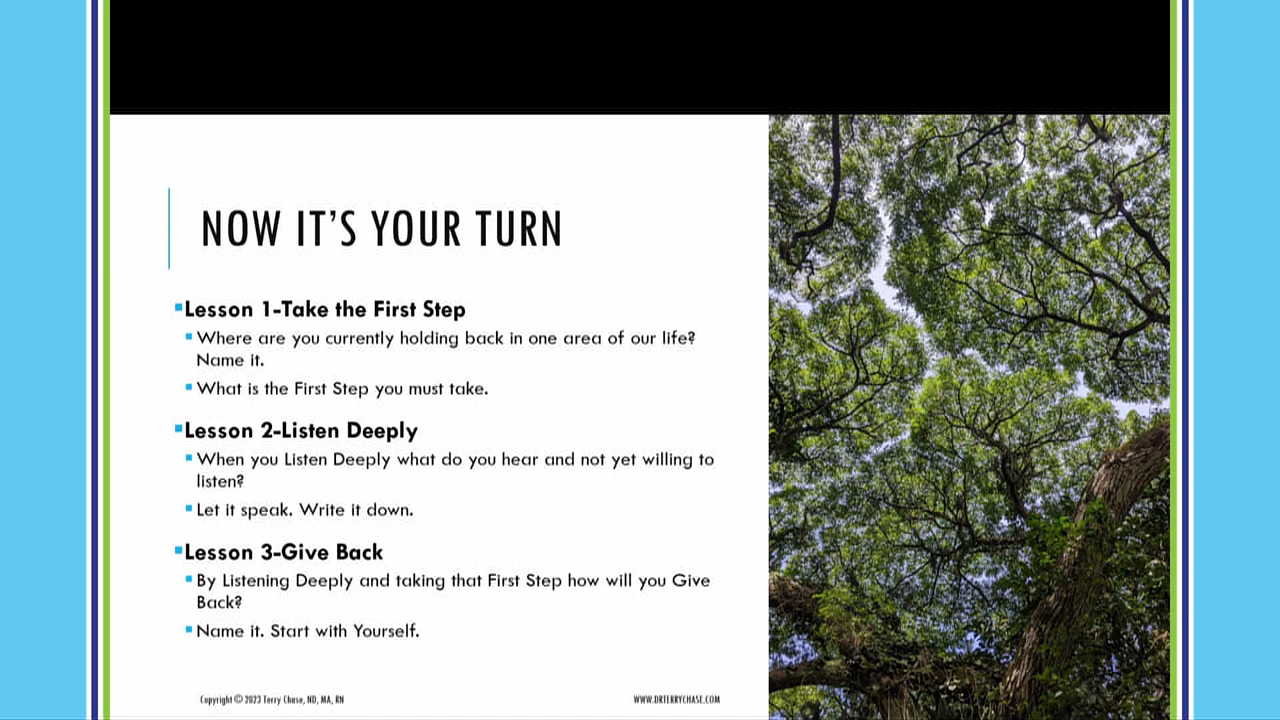 NOW IT'S YOUR TURN
Lesson 1-Take the First Step
Where are you currently holding back in one area of our life?
Name it.
What is the First Step you must take.
Lesson 2-Listen Deeply
When you Listen Deeply what do you hear and not yet willing to
listen?
Let it speak. Write it down.
Lesson 3-Give Back
By Listening Deeply and taking that First Step how will you Give
Back?
Name it. Start with Yourself.
Copyright © 2023 Terry Chase, ND, MA, RN
WWW.DRTERRYCHASE.COM